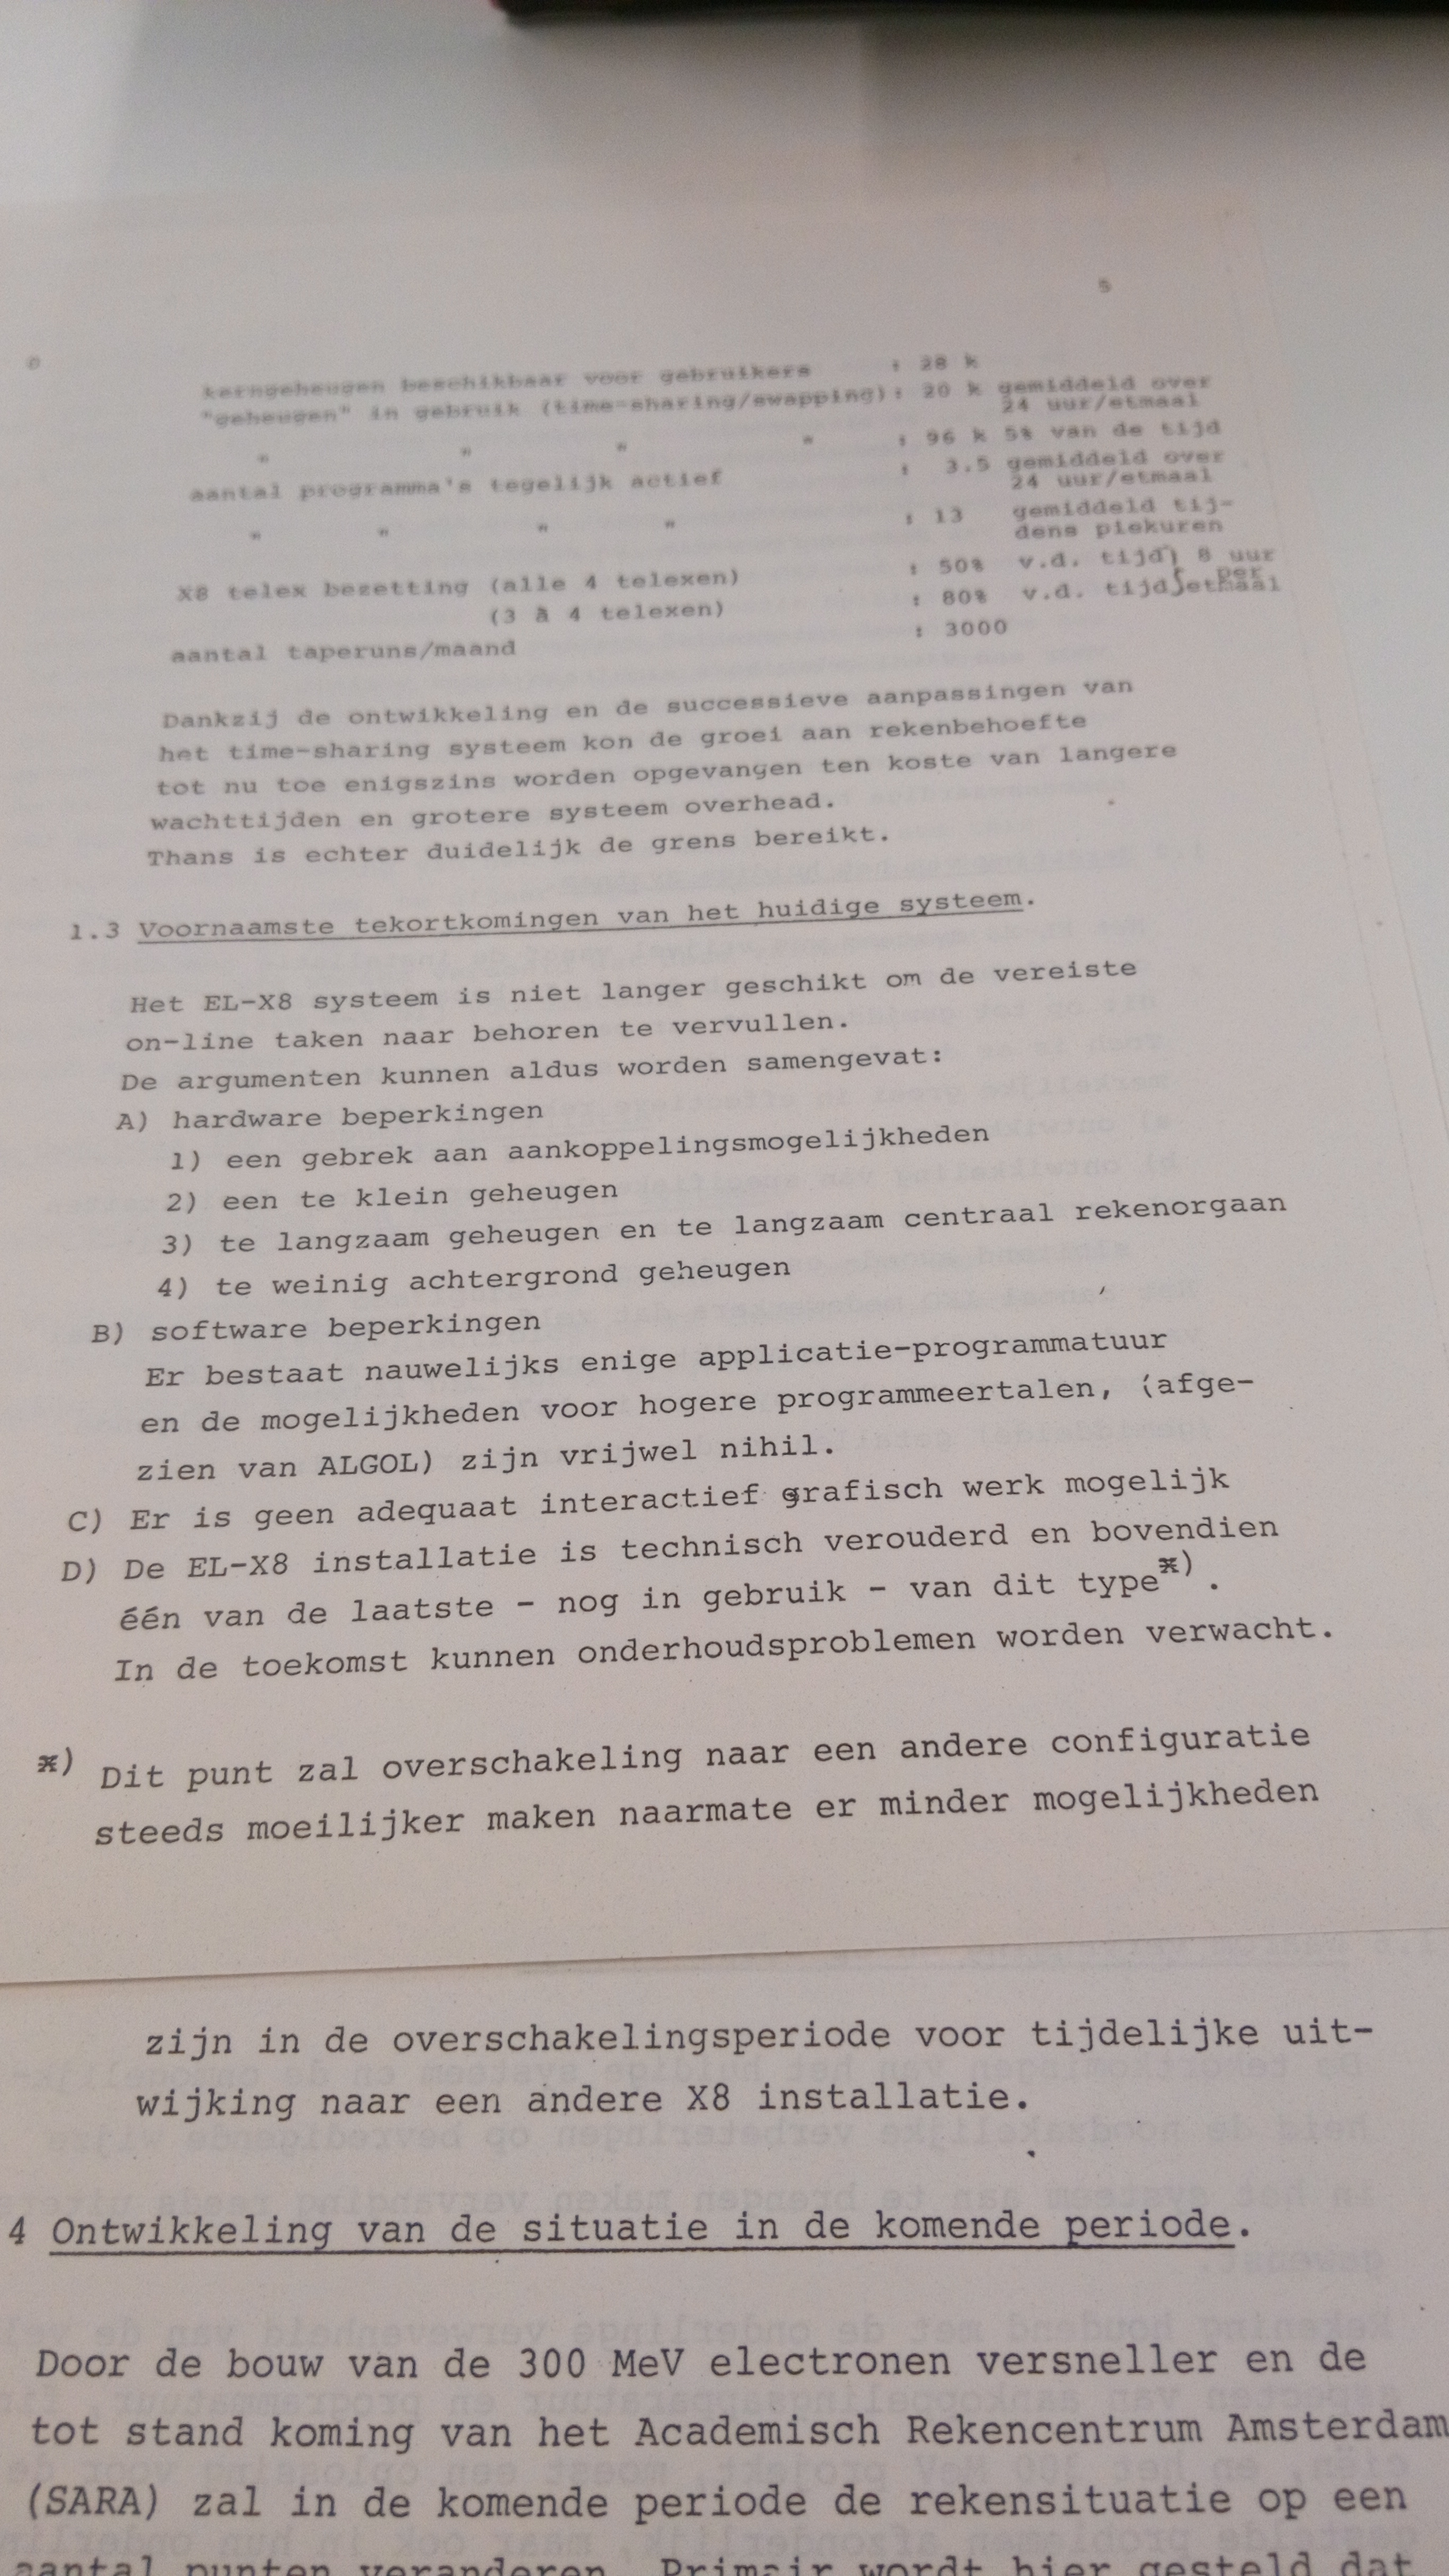 5
kerngeheugen beschikbaar voor gebruikers : 28 k
"geheugen" in gebruik (time-sharing/swapping): 20 k gemiddeld over
24 uur/etmaal
" " " " : 96 k 5% van de tijd
aantal programma's tegelijk actief : 3.5 gemiddeld over
24 uur/etmaal
" " " " : 13 gemiddeld tij-
dens piekuren
X8 telex bezetting (alle 4 telexen) : 50% v.d. tijd) 8 uur
per
(3 à 4 telexen) : 80% v.d. tijd) etmaal
aantal taperuns/maand : 3000
Dankzij de ontwikkeling en de successieve aanpassingen van
het time-sharing systeem kon de groei aan rekenbehoefte
tot nu toe enigszins worden opgevangen ten koste van langere
wachttijden en grotere systeem overhead.
Thans is echter duidelijk de grens bereikt.
1.3 Voornaamste tekortkomingen van het huidige systeem.
Het EL-X8 systeem is niet langer geschikt om de vereiste
on-line taken naar behoren te vervullen.
De argumenten kunnen aldus worden samengevat:
A) hardware beperkingen
1) een gebrek aan aankoppelingsmogelijkheden
2) een te klein geheugen
3) te langzaam geheugen en te langzaam centraal rekenorgaan
4) te weinig achtergrond geheugen
B) software beperkingen
Er bestaat nauwelijks enige applicatie-programmatuur
en de mogelijkheden voor hogere programmeertalen, (afge-
zien van ALGOL) zijn vrijwel nihil.
C) Er is geen adequaat interactief grafisch werk mogelijk
D) De EL-X8 installatie is technisch verouderd en bovendien
één van de laatste - nog in gebruik - van dit type*).
In de toekomst kunnen onderhoudsproblemen worden verwacht.
*) Dit punt zal overschakeling naar een andere configuratie
steeds moeilijker maken naarmate er minder mogelijkheden
zijn in de overschakelingsperiode voor tijdelijke uit-
wijking naar een andere X8 installatie.
4 Ontwikkeling van de situatie in de komende periode.
Door de bouw van de 300 MeV electronen versneller en de
tot stand koming van het Academisch Rekencentrum Amsterdam
(SARA) zal in de komende periode de rekensituatie op een
aantal punten veranderen. Primair wordt hier gesteld dat